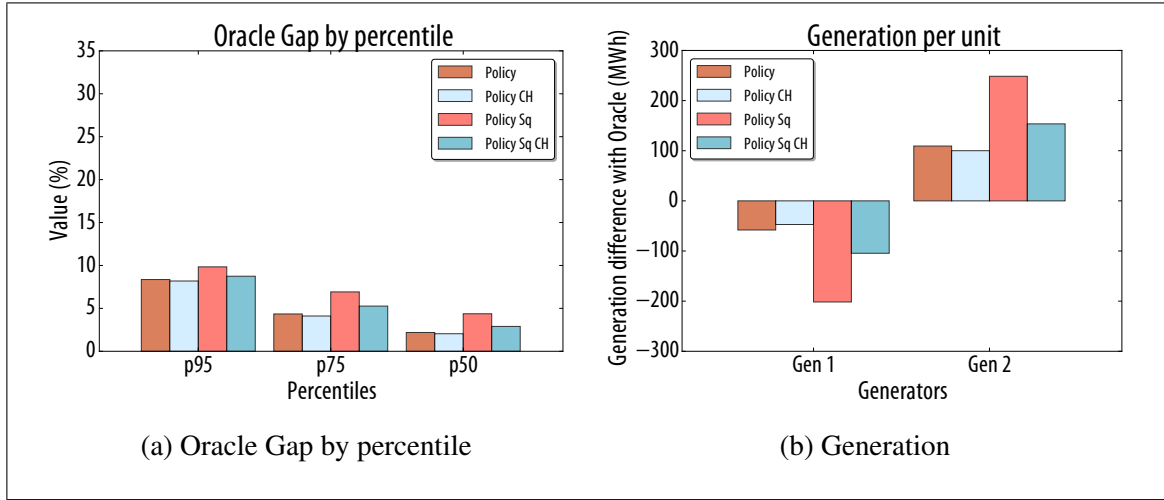 Oracle Gap by percentile
35
30
25
20
15
10
5
0
Value (%)
Policy
Policy CH
Policy Sq
Policy Sq CH
p95
p75
p50
Percentiles
(a) Oracle Gap by percentile
Generation per unit
300
200
100
0
−100
−200
−300
Generation difference with Oracle (MWh)
Policy
Policy CH
Policy Sq
Policy Sq CH
Gen 1
Gen 2
Generators
(b) Generation